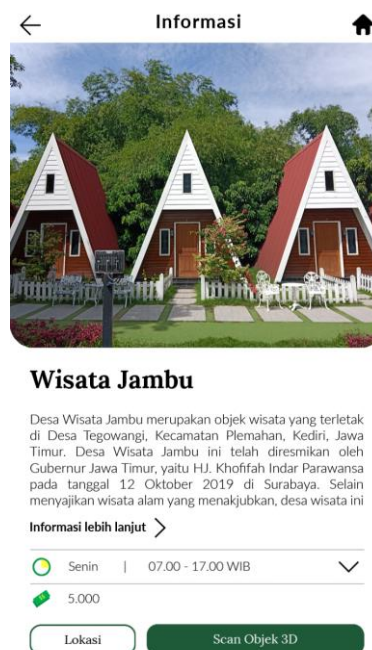 Informasi
Wisata Jambu
Desa Wisata Jambu merupakan objek wisata yang terletak
di Desa Tegowangi, Kecamatan Plemahan, Kediri, Jawa
Timur. Desa Wisata Jambu ini telah diresmikan oleh
Gubernur Jawa Timur, yaitu HJ. Khofifah Indar Parawansa
pada tanggal 12 Oktober 2019 di Surabaya. Selain
menyajikan wisata alam yang menakjubkan, desa wisata ini
Informasi lebih lanjut
Senin | 07.00 - 17.00 WIB
5.000
Lokasi
Scan Objek 3D